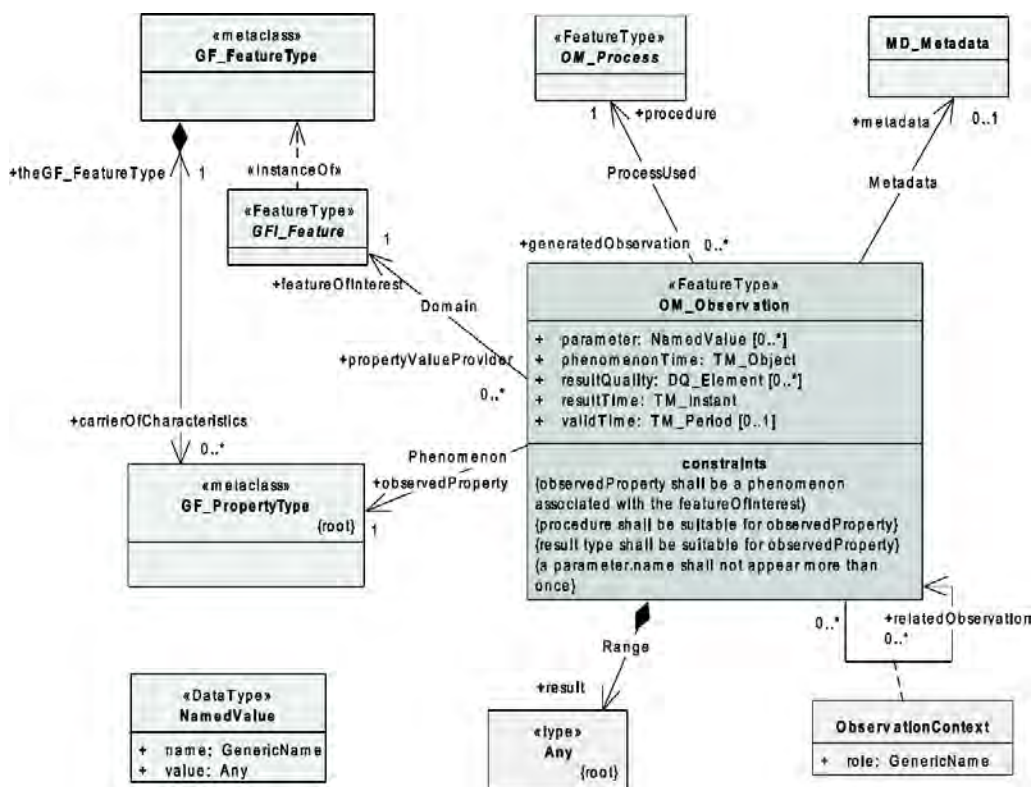 «metaclass»
GF_FeatureType
«FeatureType»
OM_Process
MD_Metadata
1
+procedure
+metadata
0..1
+theGF_FeatureType
1
«instanceOf»
ProcessUsed
Metadata
«FeatureType»
GFI_Feature
1
+generatedObservation
0..*
+featureOfInterest
Domain
«FeatureType»
OM_Observation
+ parameter: NamedValue [0..*]
+ phenomenonTime: TM_Object
+ resultQuality: DQ_Element [0..*]
+ resultTime: TM_Instant
+ validTime: TM_Period [0..1]
+propertyValueProvider
0..*
+carrierOfCharacteristics
0..*
Phenomenon
+observedProperty
1
«metaclass»
GF_PropertyType
{root}
constraints
{observedProperty shall be a phenomenon
associated with the featureOfInterest}
{procedure shall be suitable for observedProperty}
{result type shall be suitable for observedProperty}
{a parameter.name shall not appear more than
once}
0..*
+relatedObservation
0..*
Range
+result
«DataType»
NamedValue
+ name: GenericName
+ value: Any
«type»
Any
{root}
ObservationContext
+ role: GenericName